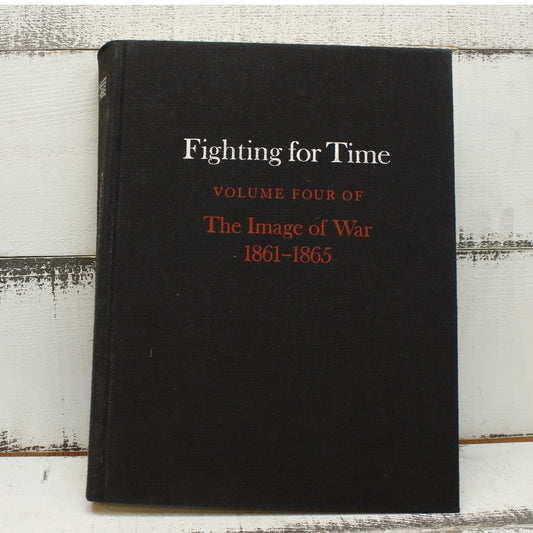 Fighting for Time
VOLUME FOUR OF
The Image of War
1861–1865